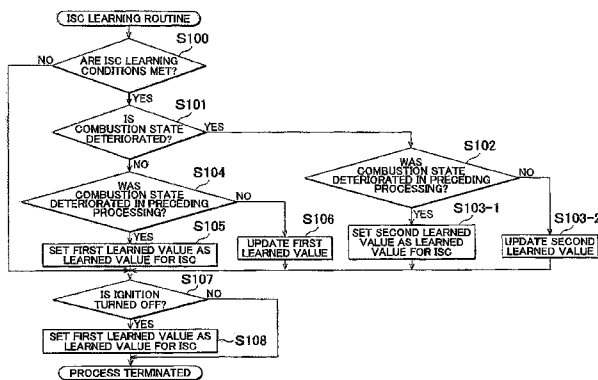 ISC LEARNING ROUTINE
S100
NO
ARE ISC LEARNING
CONDITIONS MET?
YES
S101
IS
COMBUSTION STATE
DETERIORATED?
YES
NO
S102
WAS
COMBUSTION STATE
DETERIORATED IN PRECEDING
PROCESSING?
NO
YES
S104
WAS
COMBUSTION STATE
DETERIORATED IN PRECEDING
PROCESSING?
NO
YES
S105
SET FIRST LEARNED VALUE AS
LEARNED VALUE FOR ISC
S106
UPDATE FIRST
LEARNED VALUE
S103-1
SET SECOND LEARNED
VALUE AS LEARNED
VALUE FOR ISC
S103-2
UPDATE SECOND
LEARNED VALUE
S107
IS IGNITION
TURNED OFF?
NO
YES
SET FIRST LEARNED VALUE AS
LEARNED VALUE FOR ISC
S108
PROCESS TERMINATED